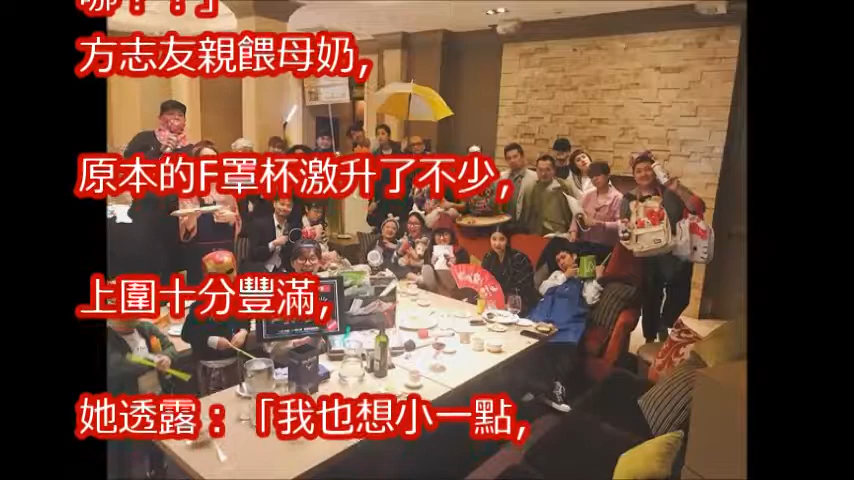 哪？？」
方志友親餵母奶,
原本的F罩杯激升了不少,
上圍十分豐滿,
她透露：「我也想小一點,